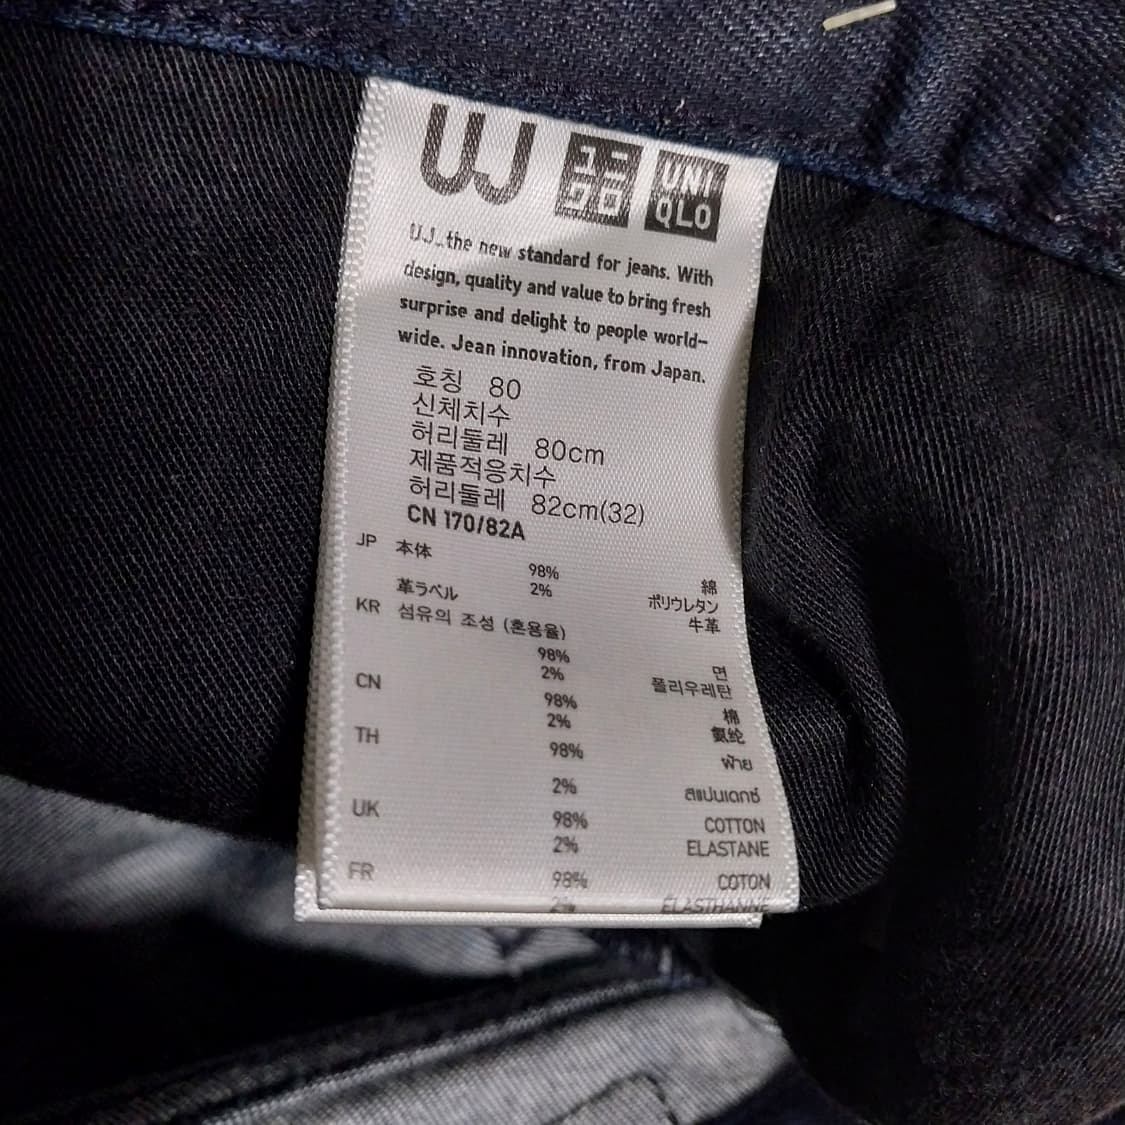 UJ ユニクロ UNIQLO
UJ_the new standard for jeans. With
design, quality and value to bring fresh
surprise and delight to people world-
wide. Jean innovation, from Japan.
호칭 80
신체치수
허리둘레 80cm
제품적응치수
허리둘레 82cm(32)
CN 170/82A
JP 本体
98% 綿
2% ポリウレタン
革ラベル 牛革
KR 섬유의 조성 (혼용율)
98% 면
2% 폴리우레탄
CN 98% 棉
2% 氨纶
TH 98% ฝ้าย
2% สแปนเดกซ์
UK 98% COTTON
2% ELASTANE
FR 98% COTON
2% ÉLASTHANNE